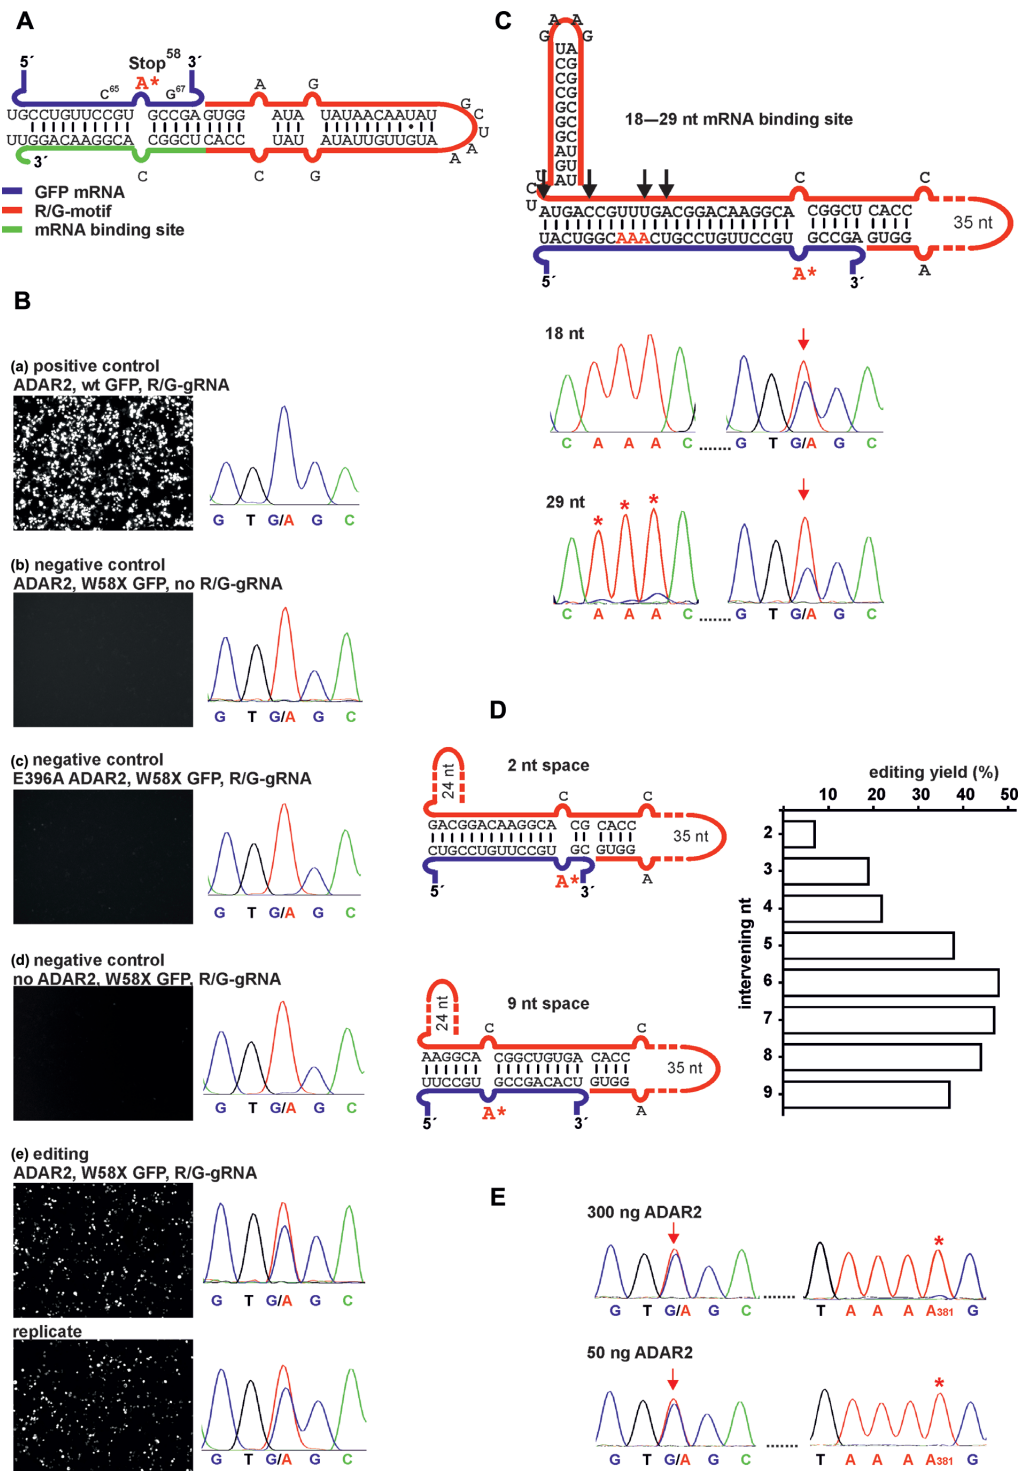 A
5´
Stop58
3´
A*
C65
G67
A
G
UGCCUGUUCCGU GCCGAGUGG AUA UAUAACAAUAU
UUGGACAAGGCA CGGCUCACC UAU AUAUUGUUGUA
G
C
U
A
A
3´
C
C
G
GFP mRNA
R/G-motif
mRNA binding site
B
(a) positive control
ADAR2, wt GFP, R/G-gRNA
G T G/A G C
(b) negative control
ADAR2, W58X GFP, no R/G-gRNA
G T G/A G C
(c) negative control
E396A ADAR2, W58X GFP, R/G-gRNA
G T G/A G C
(d) negative control
no ADAR2, W58X GFP, R/G-gRNA
G T G/A G C
(e) editing
ADAR2, W58X GFP, R/G-gRNA
G T G/A G C
replicate
G T G/A G C
C
A A
G G
18—29 nt mRNA binding site
U
C
U
C
C
AUGACCGUUUGACGGACAAGGCA CGGCU CACC
UACUGGCAAACUGCCUGUUCCGU GCCGA GUGG
35 nt
5´
A*
3´
A
18 nt
C A A A C ....... G T G/A G C
29 nt
* * *
C A A A C ....... G T G/A G C
D
24 nt
2 nt space
C
C
GACGGACAAGGCA CG CACC
CUGCCUGUUCCGU GC GUGG
35 nt
5´
A*
3´
A
24 nt
9 nt space
C
C
AAGGCA CGGCUGUGA CACC
UUCCGU GCCGACACU GUGG
35 nt
5´
A*
3´
A
editing yield (%)
10 20 30 40 50
intervening nt
2
3
4
5
6
7
8
9
E
300 ng ADAR2
*
G T G/A G C ........ T A A A A381 G
50 ng ADAR2
*
G T G/A G C ........ T A A A A381 G